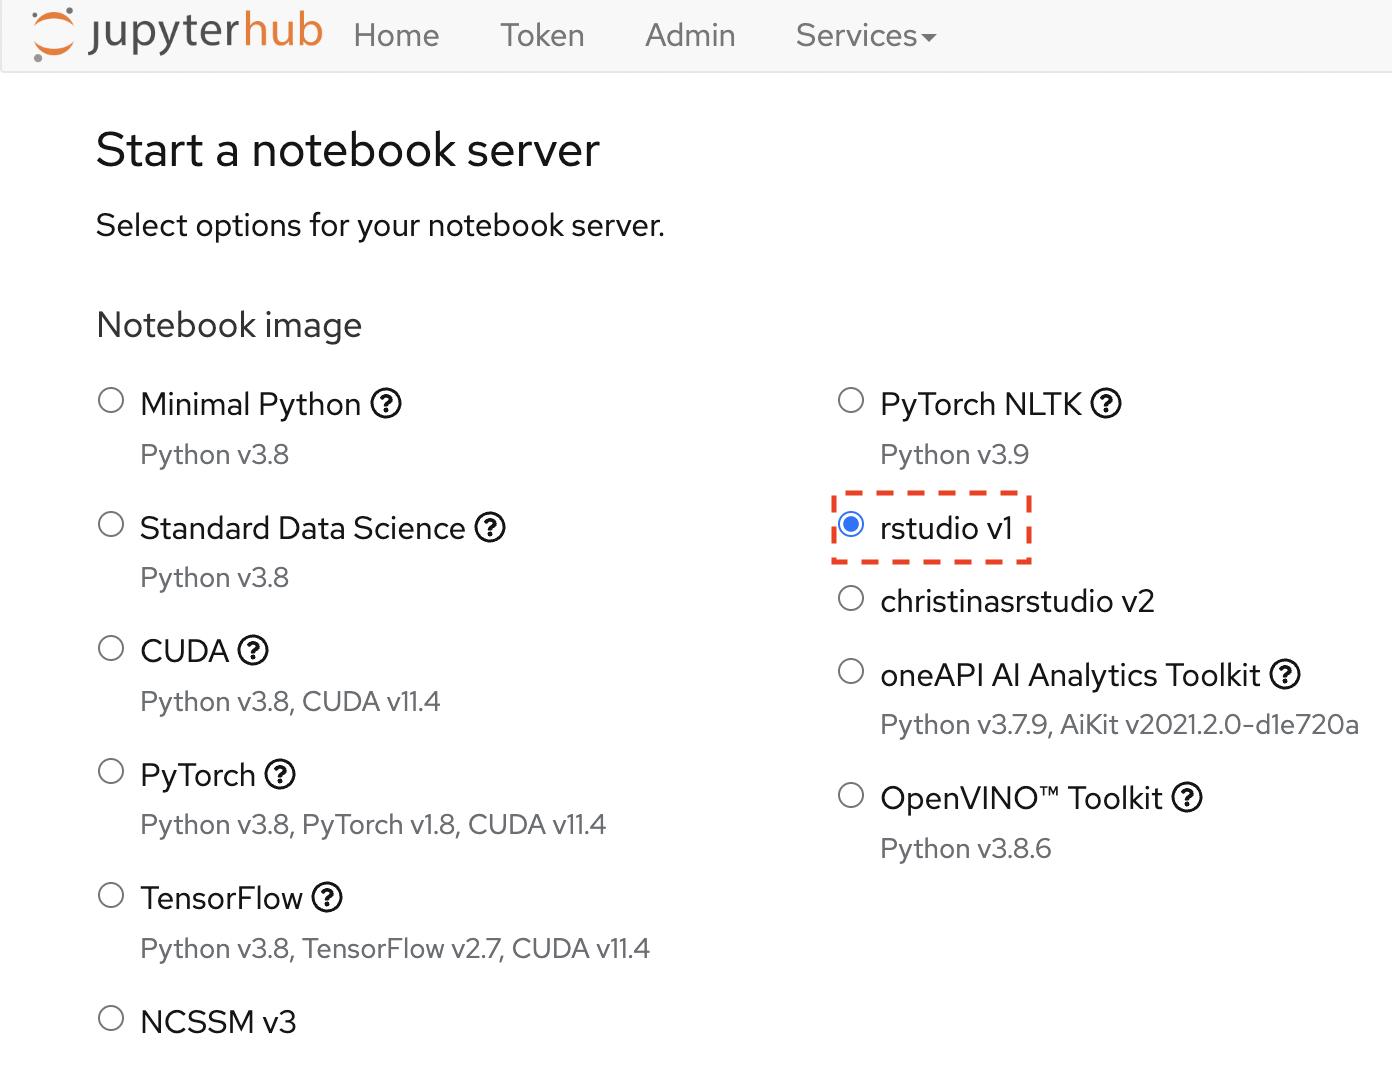 jupyterhub Home Token Admin Services
Start a notebook server
Select options for your notebook server.
Notebook image
Minimal Python
Python v3.8
Standard Data Science
Python v3.8
CUDA
Python v3.8, CUDA v11.4
PyTorch
Python v3.8, PyTorch v1.8, CUDA v11.4
TensorFlow
Python v3.8, TensorFlow v2.7, CUDA v11.4
NCSSM v3
PyTorch NLTK
Python v3.9
rstudio v1
christinasrstudio v2
oneAPI AI Analytics Toolkit
Python v3.7.9, AiKit v2021.2.0-d1e720a
OpenVINO™ Toolkit
Python v3.8.6